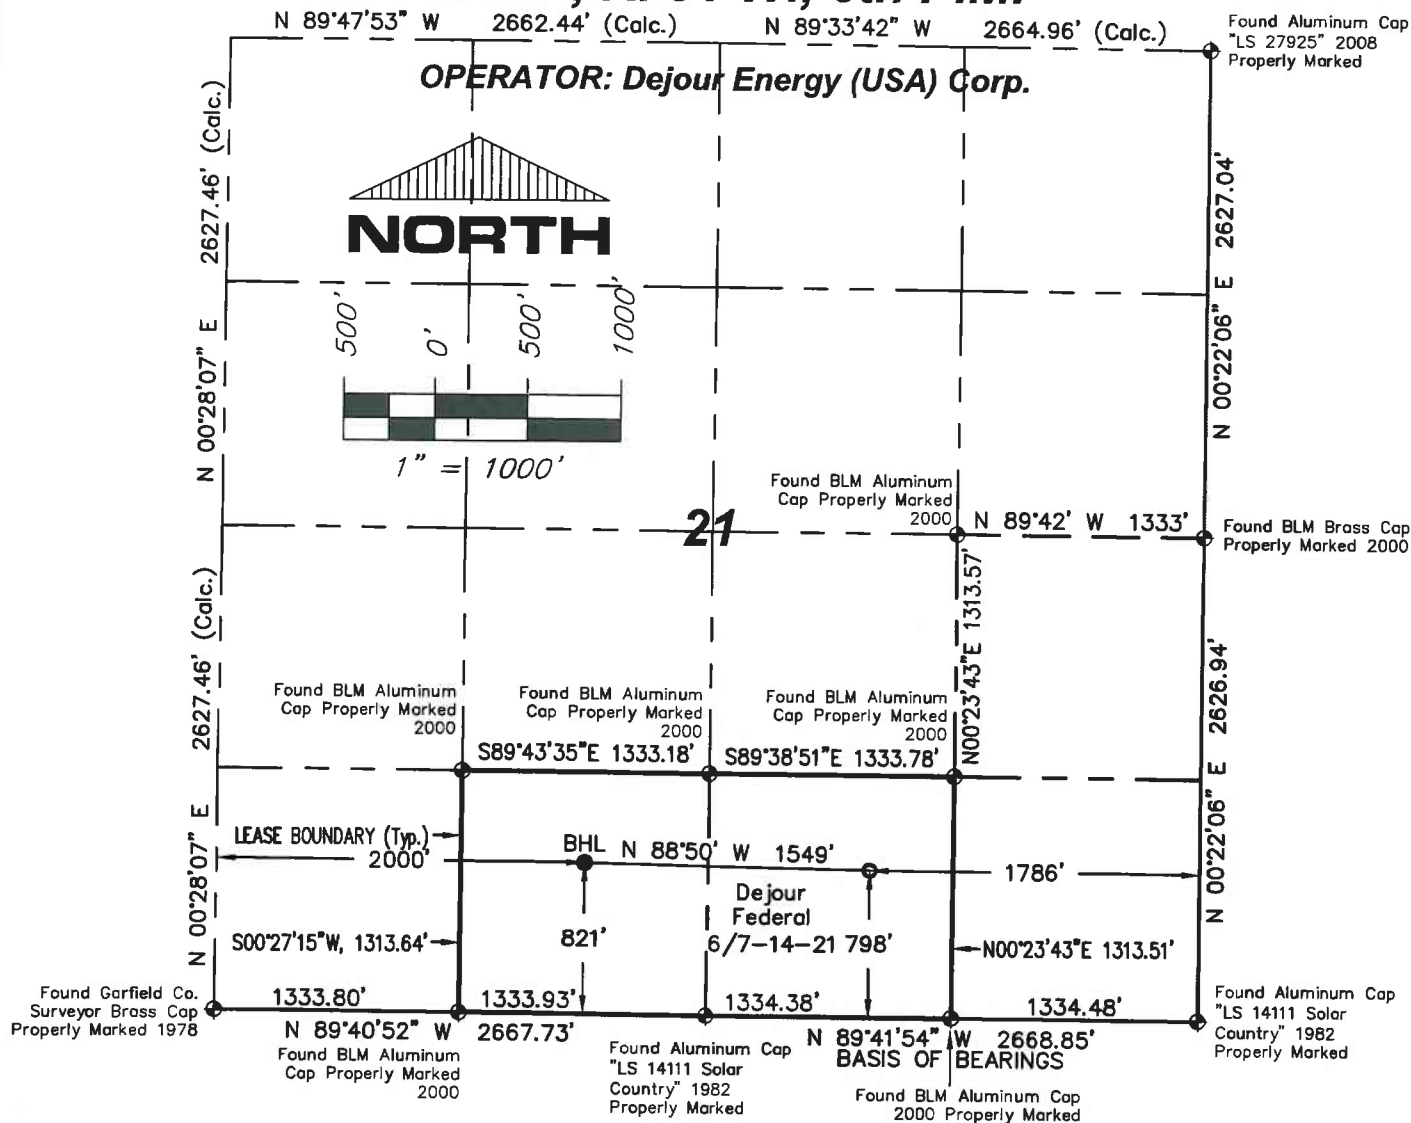 N 89°47'53" W 2662.44' (Calc.) N 89°33'42" W 2664.96' (Calc.)
Found Aluminum Cap
"LS 27925" 2008
Properly Marked
OPERATOR: Dejour Energy (USA) Corp.
N 00°28'07" E 2627.46' (Calc.)
N 00°22'06" E 2627.04'
NORTH
500' 0' 500' 1000'
1" = 1000'
21
Found BLM Aluminum
Cap Properly Marked
2000
N 89°42' W 1333'
Found BLM Brass Cap
Properly Marked 2000
N00°23'43"E 1313.57'
N 00°28'07" E 2627.46' (Calc.)
N 00°22'06" E 2626.94'
Found BLM Aluminum
Cap Properly Marked
2000
Found BLM Aluminum
Cap Properly Marked
2000
Found BLM Aluminum
Cap Properly Marked
2000
S89°43'35"E 1333.18'
S89°38'51"E 1333.78'
LEASE BOUNDARY (Typ.)
2000'
BHL N 88°50' W 1549'
1786'
Dejour
Federal
6/7-14-21
821'
798'
S00°27'15"W, 1313.64'
N00°23'43"E 1313.51'
Found Garfield Co.
Surveyor Brass Cap
Properly Marked 1978
1333.80' 1333.93' 1334.38' 1334.48'
N 89°40'52" W 2667.73'
N 89°41'54" W 2668.85'
BASIS OF BEARINGS
Found BLM Aluminum
Cap Properly Marked
2000
Found Aluminum Cap
"LS 14111 Solar
Country" 1982
Properly Marked
Found BLM Aluminum Cap
2000 Properly Marked
Found Aluminum Cap
"LS 14111 Solar
Country" 1982
Properly Marked